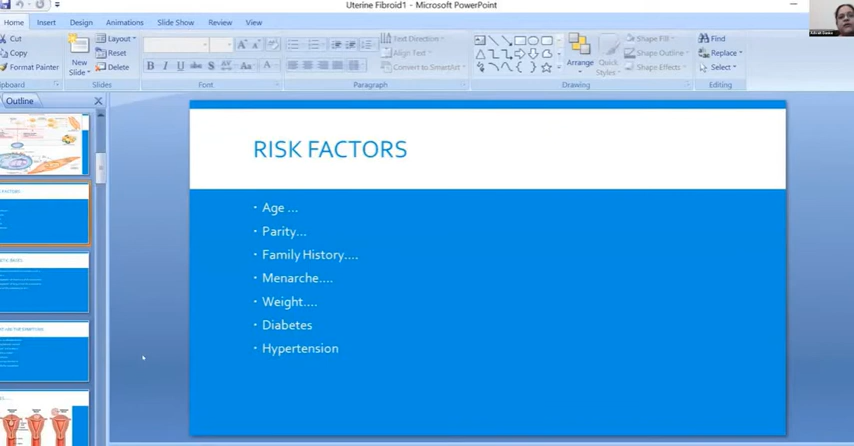 Uterine Fibroid1 - Microsoft PowerPoint
Home Insert Design Animations Slide Show Review View
Cut
Copy
Format Painter
New
Slide
Layout
Reset
Delete
Font
Paragraph
Text Direction
Align Text
Convert to SmartArt
Arrange
Quick
Styles
Shape Fill
Shape Outline
Shape Effects
Drawing
Find
Replace
Select
Editing
Outline
RISK FACTORS
Age ...
Parity...
Family History....
Menarche....
Weight....
Diabetes
Hypertension